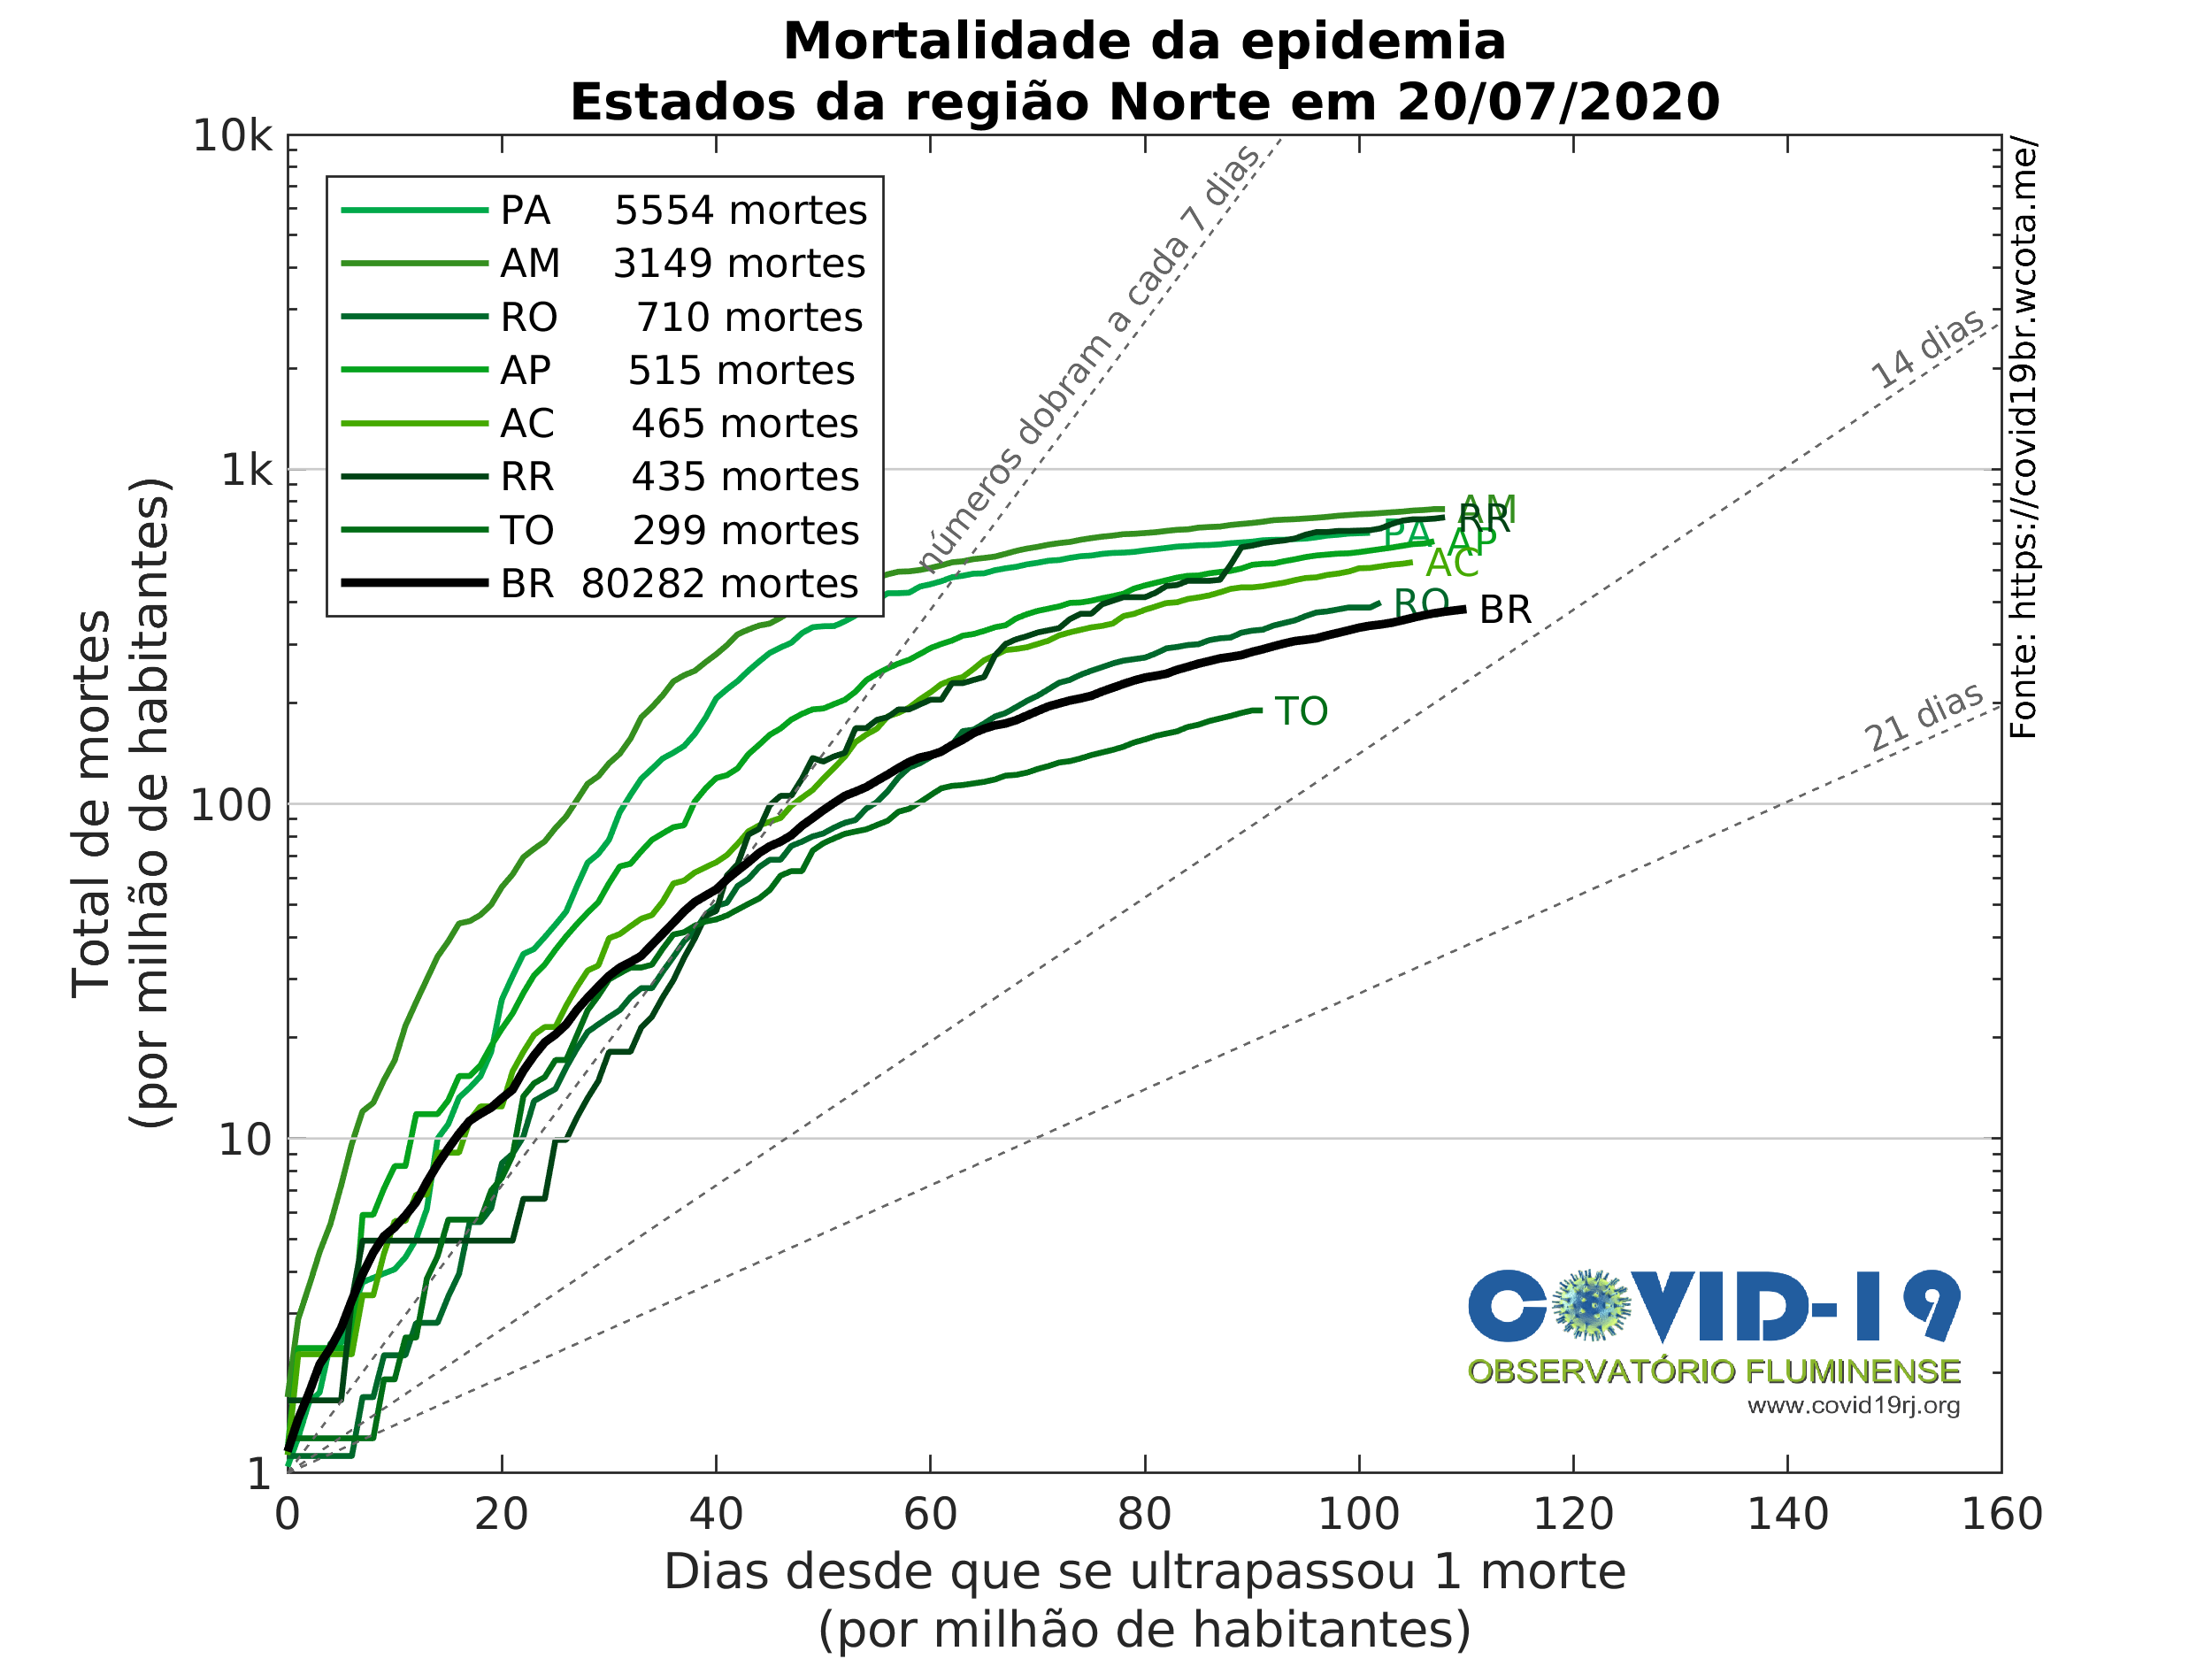 Mortalidade da epidemia
Estados da região Norte em 20/07/2020
10k
1k
100
10
1
Total de mortes
(por milhão de habitantes)
PA 5554 mortes
AM 3149 mortes
RO 710 mortes
AP 515 mortes
AC 465 mortes
RR 435 mortes
TO 299 mortes
BR 80282 mortes
números dobram a cada 7 dias
14 dias
21 dias
AM
RR
PA
AP
AC
RO
BR
TO
Fonte: https://covid19br.wcota.me/
COVID-19
OBSERVATÓRIO FLUMINENSE
www.covid19rj.org
0 20 40 60 80 100 120 140 160
Dias desde que se ultrapassou 1 morte
(por milhão de habitantes)